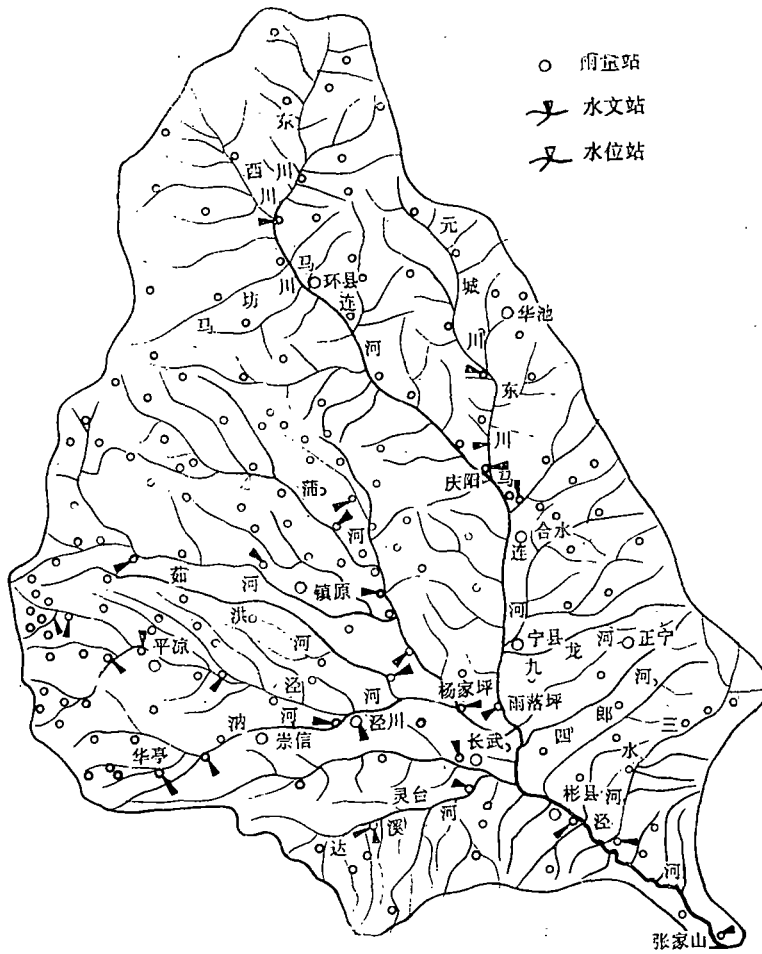 雨量站
水文站
水位站
东川
西川
元城川
马坊川
环县
马连河
华池
东川
庆阳
马连河
合水
蒲河
茹河
镇原
洪河
平凉
泾河
宁县
九龙河
正宁
杨家坪
雨落坪
四郎河
三水河
汭河
崇信
泾川
长武
华亭
灵台
达溪河
彬县
泾河
张家山